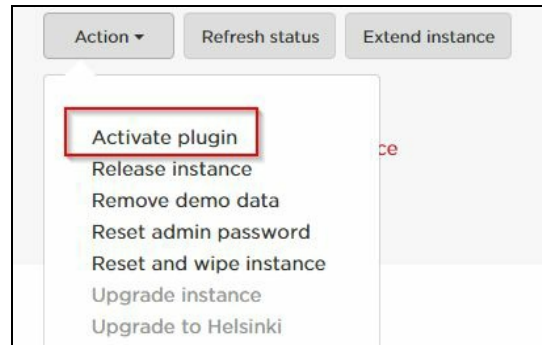 Action ▾ Refresh status Extend instance
Activate plugin
ce
Release instance
Remove demo data
Reset admin password
Reset and wipe instance
Upgrade instance
Upgrade to Helsinki